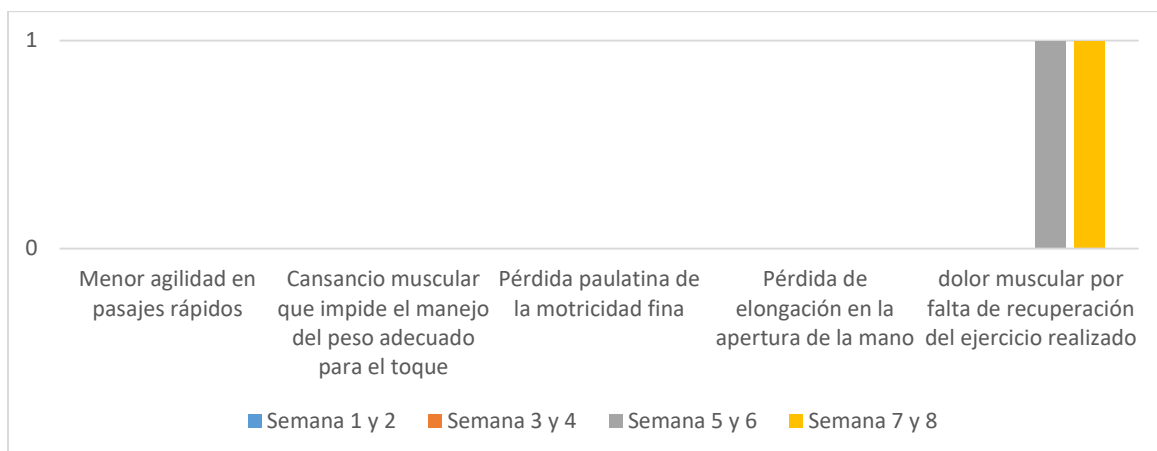 1
0
Menor agilidad en
pasajes rápidos
Cansancio muscular
que impide el manejo
del peso adecuado
para el toque
Pérdida paulatina de
la motricidad fina
Pérdida de
elongación en la
apertura de la mano
dolor muscular por
falta de recuperación
del ejercicio realizado
Semana 1 y 2
Semana 3 y 4
Semana 5 y 6
Semana 7 y 8